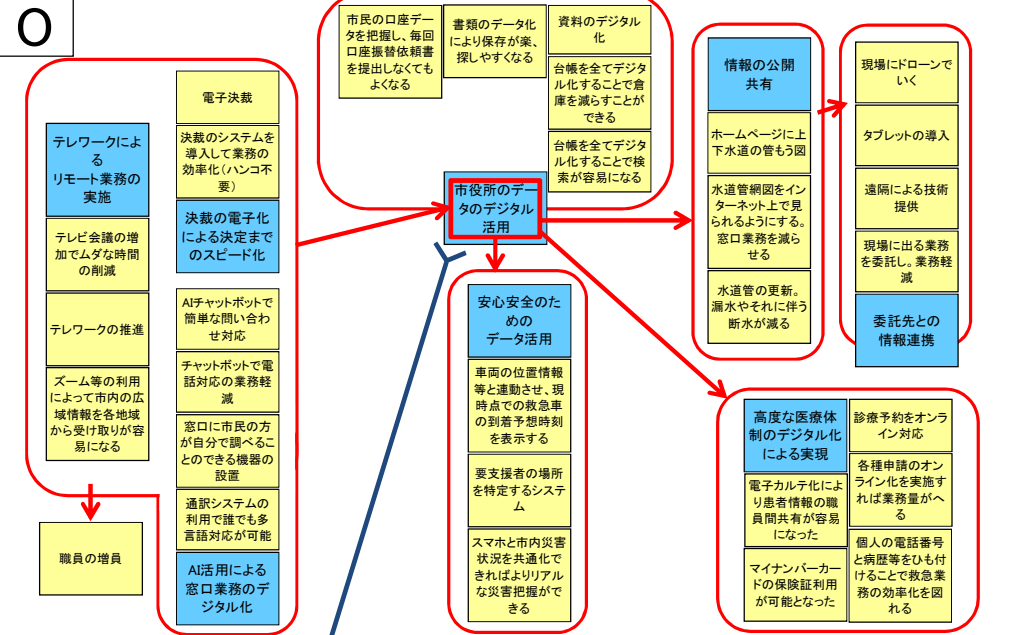 O
テレワークによ
る
リモート業務の
実施
テレビ会議の増
加でムダな時間
の削減
テレワークの推進
ズーム等の利用
によって市内の広
域情報を各地域
から受け取りが容
易になる
職員の増員
電子決裁
決裁のシステムを
導入して業務の
効率化(ハンコ不
要)
決裁の電子化
による決定まで
のスピード化
AIチャットボットで
簡単な問い合わ
せ対応
チャットボットで電
話対応の業務軽
減
窓口に市民の方
が自分で調べるこ
とのできる機器の
設置
通訳システムの
利用で誰でも多
言語対応が可能
AI活用による
窓口業務のデ
ジタル化
市民の口座デー
タを把握し、毎回
口座振替依頼書
を提出しなくても
よくなる
書類のデータ化
により保存が楽、
探しやすくなる
資料のデジタル
化
台帳を全てデジタ
ル化することで倉
庫を減らすことが
できる
台帳を全てデジタ
ル化することで検
索が容易になる
市役所のデー
タのデジタル
活用
安心安全のた
めの
データ活用
車両の位置情報
等と連動させ、現
時点での救急車
の到着予想時刻
を表示する
要支援者の場所
を特定するシステ
ム
スマホと市内災害
状況を共通化で
きればよりリアル
な災害把握がで
きる
情報の公開
共有
ホームページに上
下水道の管もう図
水道管網図をイン
ターネット上で見
られるようにする。
窓口業務を減ら
せる
水道管の更新。
漏水やそれに伴う
断水が減る
現場にドローンで
いく
タブレットの導入
遠隔による技術
提供
現場に出る業務
を委託し。業務軽
減
委託先との
情報連携
高度な医療体
制のデジタル化
による実現
電子カルテ化によ
り患者情報の職
員間共有が容易
になった
マイナンバーカー
ドの保険証利用
が可能となった
診療予約をオンラ
イン対応
各種申請のオン
ライン化を実施す
れば業務量がへ
る
個人の電話番号
と病歴等をひも付
けることで救急業
務の効率化を図
れる